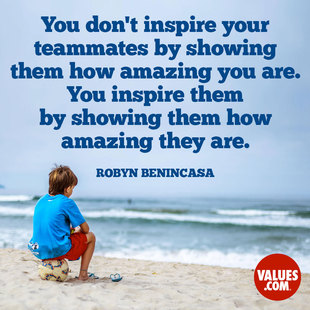 You don't inspire your
teammates by showing
them how amazing you are.
You inspire them
by showing them how
amazing they are.
ROBYN BENINCASA
VALUES
.COM®